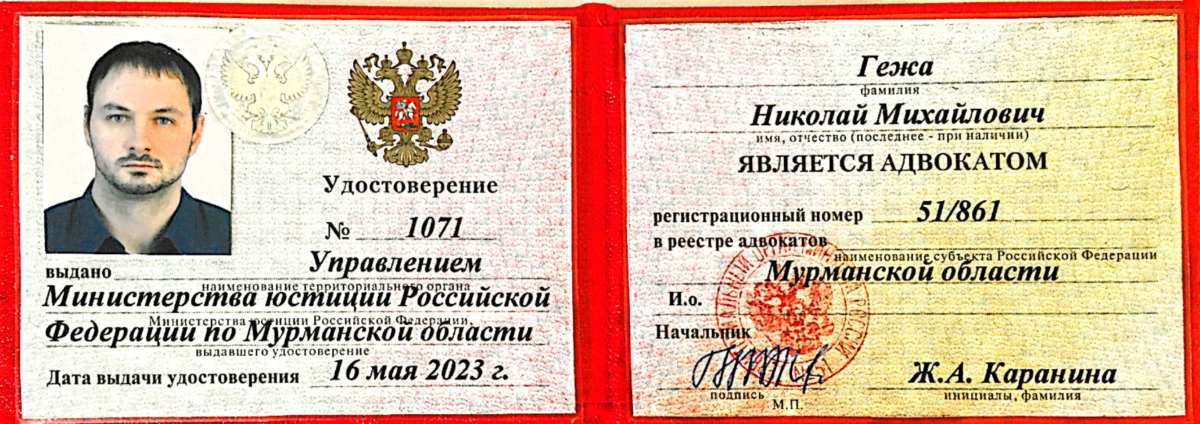 Удостоверение
№ 1071
выдано Управлением
наименование территориального органа
Министерства юстиции Российской
Министерства юстиции Российской Федерации,
Федерации по Мурманской области
выдавшего удостоверение
Дата выдачи удостоверения 16 мая 2023 г.
Гежа
фамилия
Николай Михайлович
имя, отчество (последнее - при наличии)
ЯВЛЯЕТСЯ АДВОКАТОМ
регистрационный номер 51/861
в реестре адвокатов
наименование субъекта Российской Федерации
Мурманской области
И.о.
Начальник
Ж.А. Каранина
подпись
инициалы, фамилия
М.П.